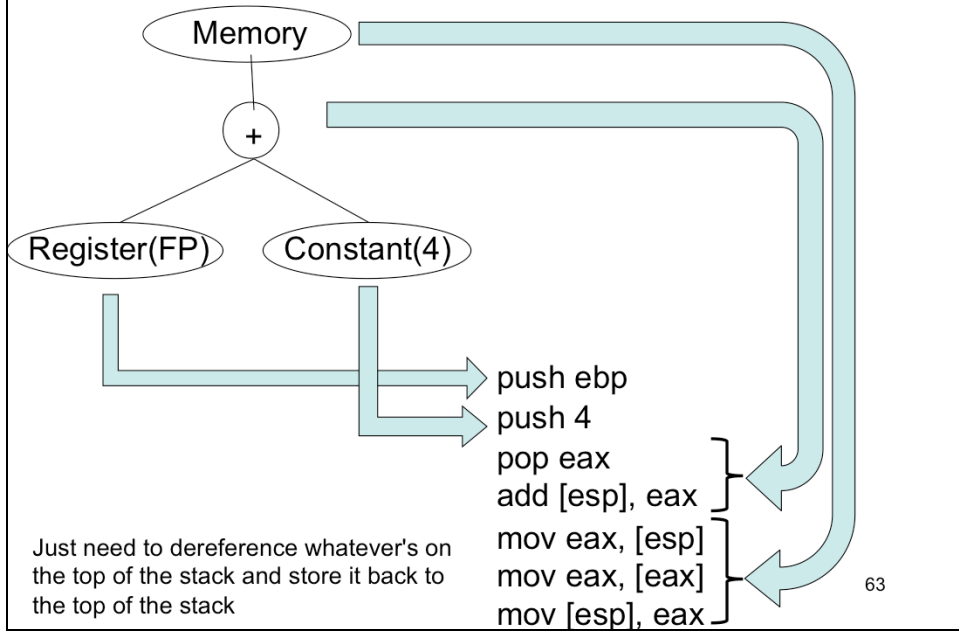 Memory
+
Register(FP)
Constant(4)
push ebp
push 4
pop eax
add [esp], eax
mov eax, [esp]
mov eax, [eax]
mov [esp], eax
Just need to dereference whatever's on
the top of the stack and store it back to
the top of the stack
63